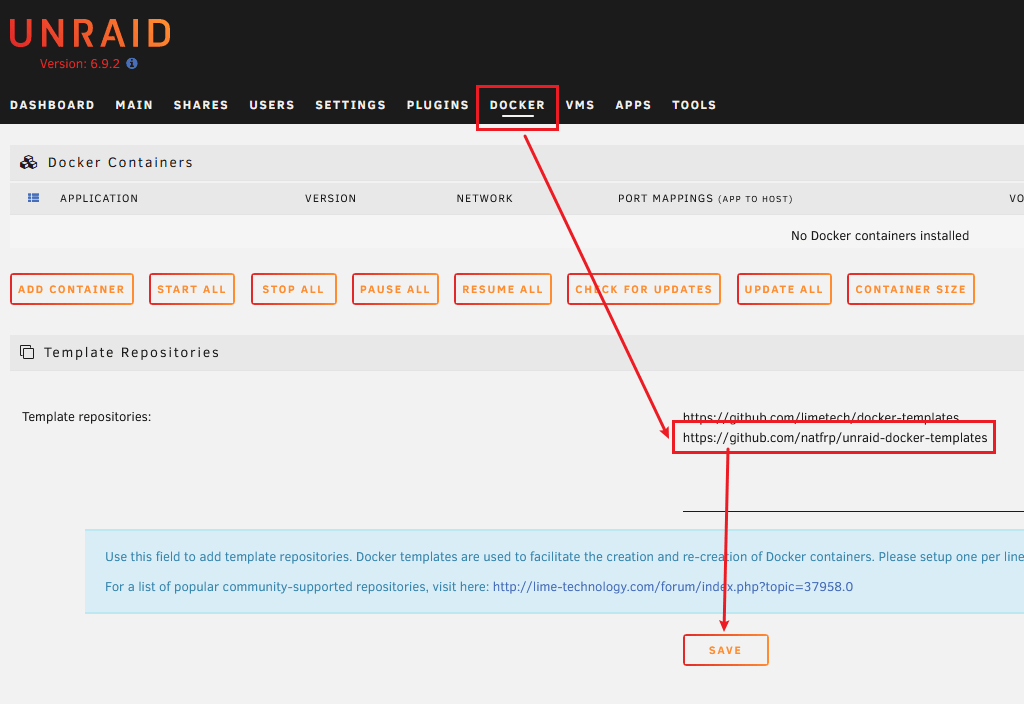 UNRAID
Version: 6.9.2
DASHBOARD MAIN SHARES USERS SETTINGS PLUGINS DOCKER VMS APPS TOOLS
Docker Containers
APPLICATION VERSION NETWORK PORT MAPPINGS (APP TO HOST) VO
No Docker containers installed
ADD CONTAINER START ALL STOP ALL PAUSE ALL RESUME ALL CHECK FOR UPDATES UPDATE ALL CONTAINER SIZE
Template Repositories
Template repositories: https://github.com/limetech/docker-templates
https://github.com/natfrp/unraid-docker-templates
Use this field to add template repositories. Docker templates are used to facilitate the creation and re-creation of Docker containers. Please setup one per line
For a list of popular community-supported repositories, visit here: http://lime-technology.com/forum/index.php?topic=37958.0
SAVE